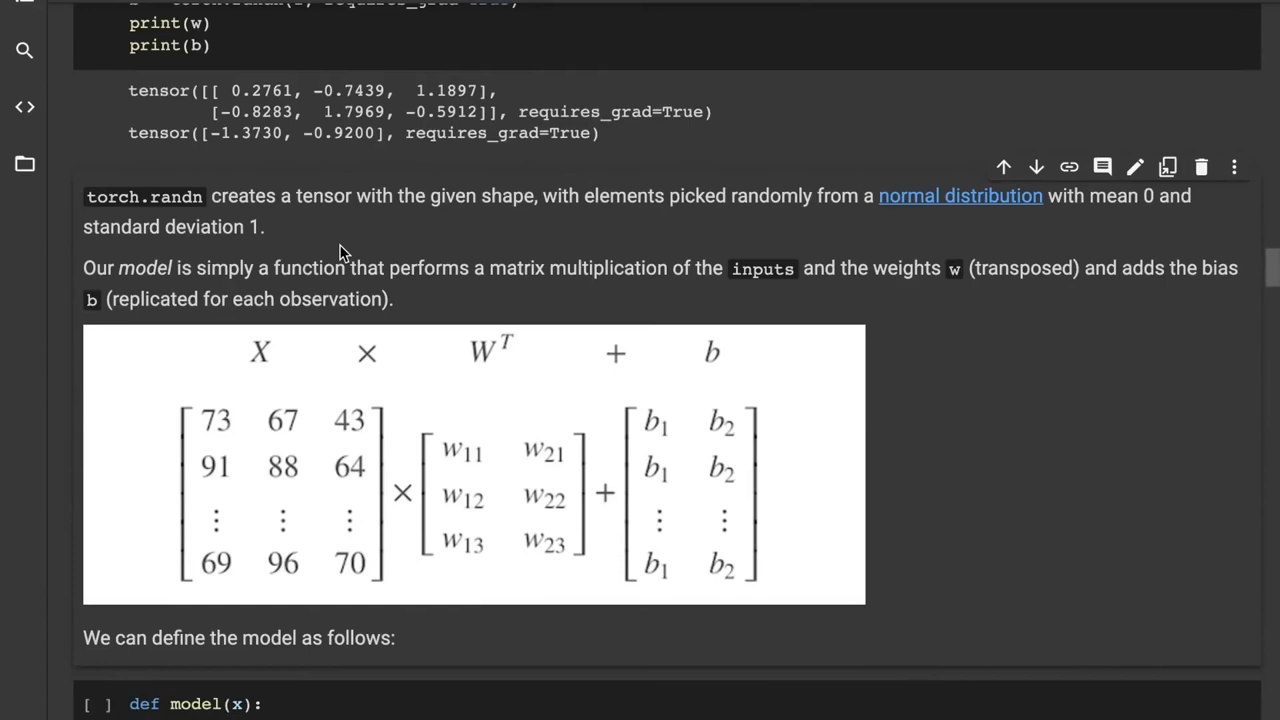 print(w)
print(b)
tensor([[ 0.2761, -0.7439,  1.1897],
[-0.8283,  1.7969, -0.5912]], requires_grad=True)
tensor([-1.3730, -0.9200], requires_grad=True)
torch.randn creates a tensor with the given shape, with elements picked randomly from a normal distribution with mean 0 and
standard deviation 1.
Our model is simply a function that performs a matrix multiplication of the inputs and the weights w (transposed) and adds the bias
b (replicated for each observation).
X × W^T + b
73 67 43
91 88 64
⋮ ⋮ ⋮
69 96 70
×
w₁₁ w₂₁
w₁₂ w₂₂
w₁₃ w₂₃
+
b₁ b₂
b₁ b₂
⋮ ⋮
b₁ b₂
We can define the model as follows:
[ ] def model(x):